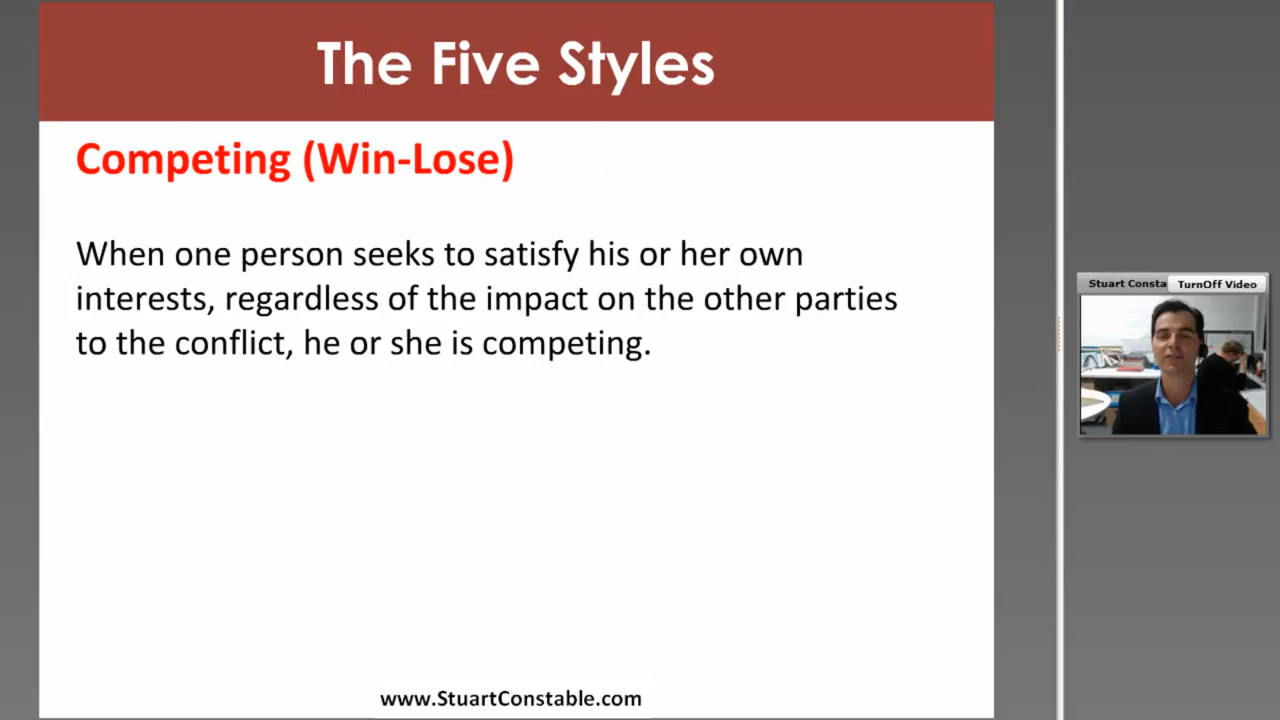 The Five Styles
Competing (Win-Lose)
When one person seeks to satisfy his or her own
interests, regardless of the impact on the other parties
to the conflict, he or she is competing.
www.StuartConstable.com
Stuart Consta
TurnOff Video